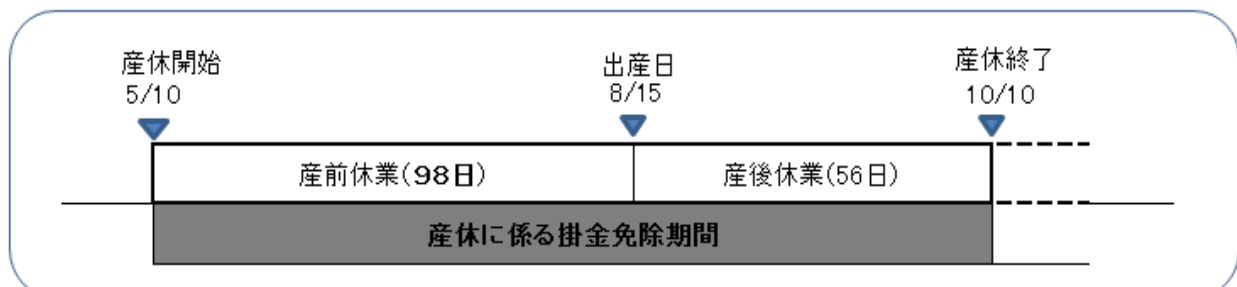 産休開始
5/10
出産日
8/15
産休終了
10/10
産前休業(98日)
産後休業(56日)
産休に係る掛金免除期間